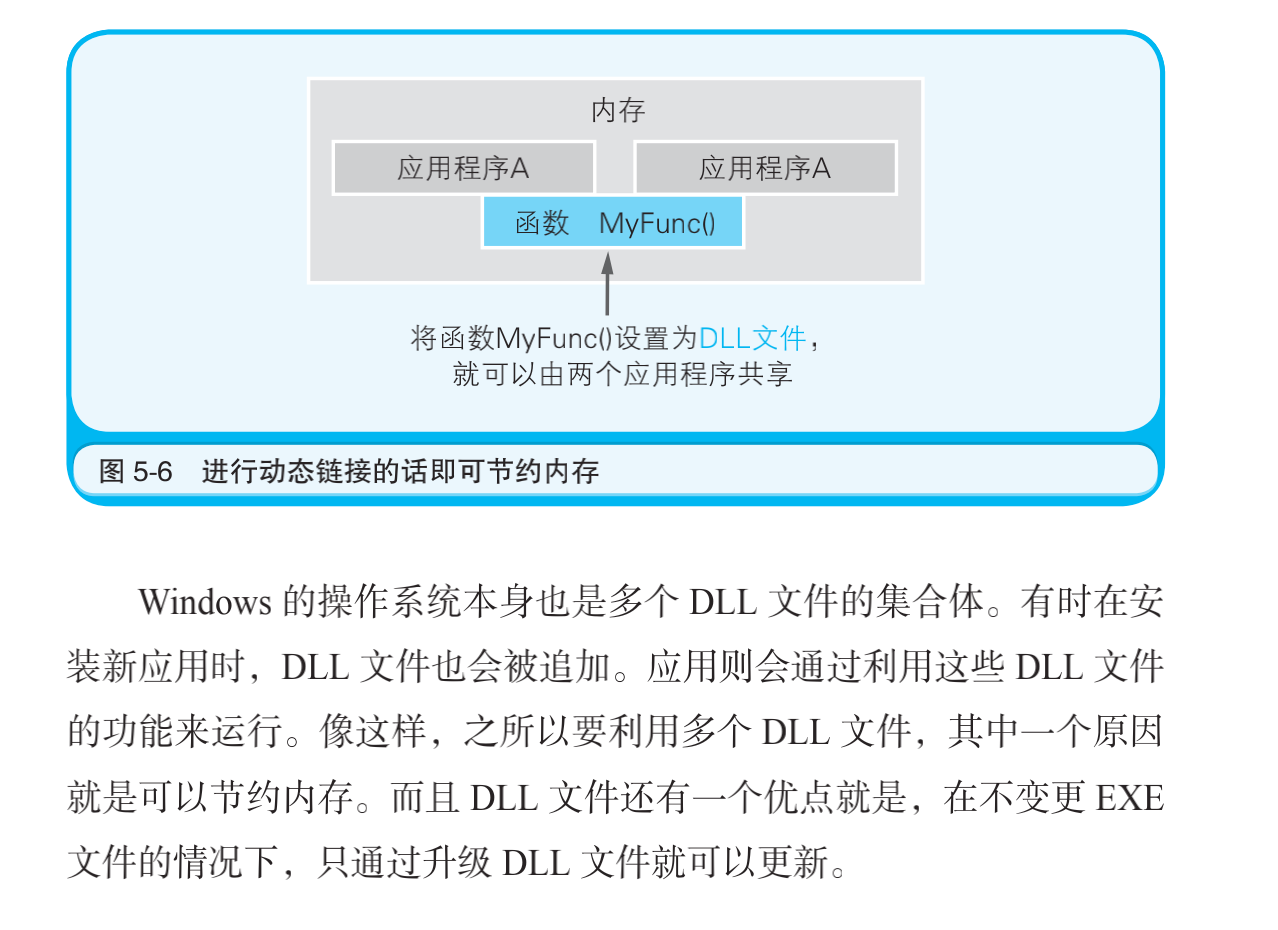 内存
应用程序A 应用程序A
函数 MyFunc()
将函数MyFunc()设置为DLL文件，
就可以由两个应用程序共享
图 5-6 进行动态链接的话即可节约内存
Windows 的操作系统本身也是多个 DLL 文件的集合体。有时在安
装新应用时，DLL 文件也会被追加。应用则会通过利用这些 DLL 文件
的功能来运行。像这样，之所以要利用多个 DLL 文件，其中一个原因
就是可以节约内存。而且 DLL 文件还有一个优点就是，在不变更 EXE
文件的情况下，只通过升级 DLL 文件就可以更新。